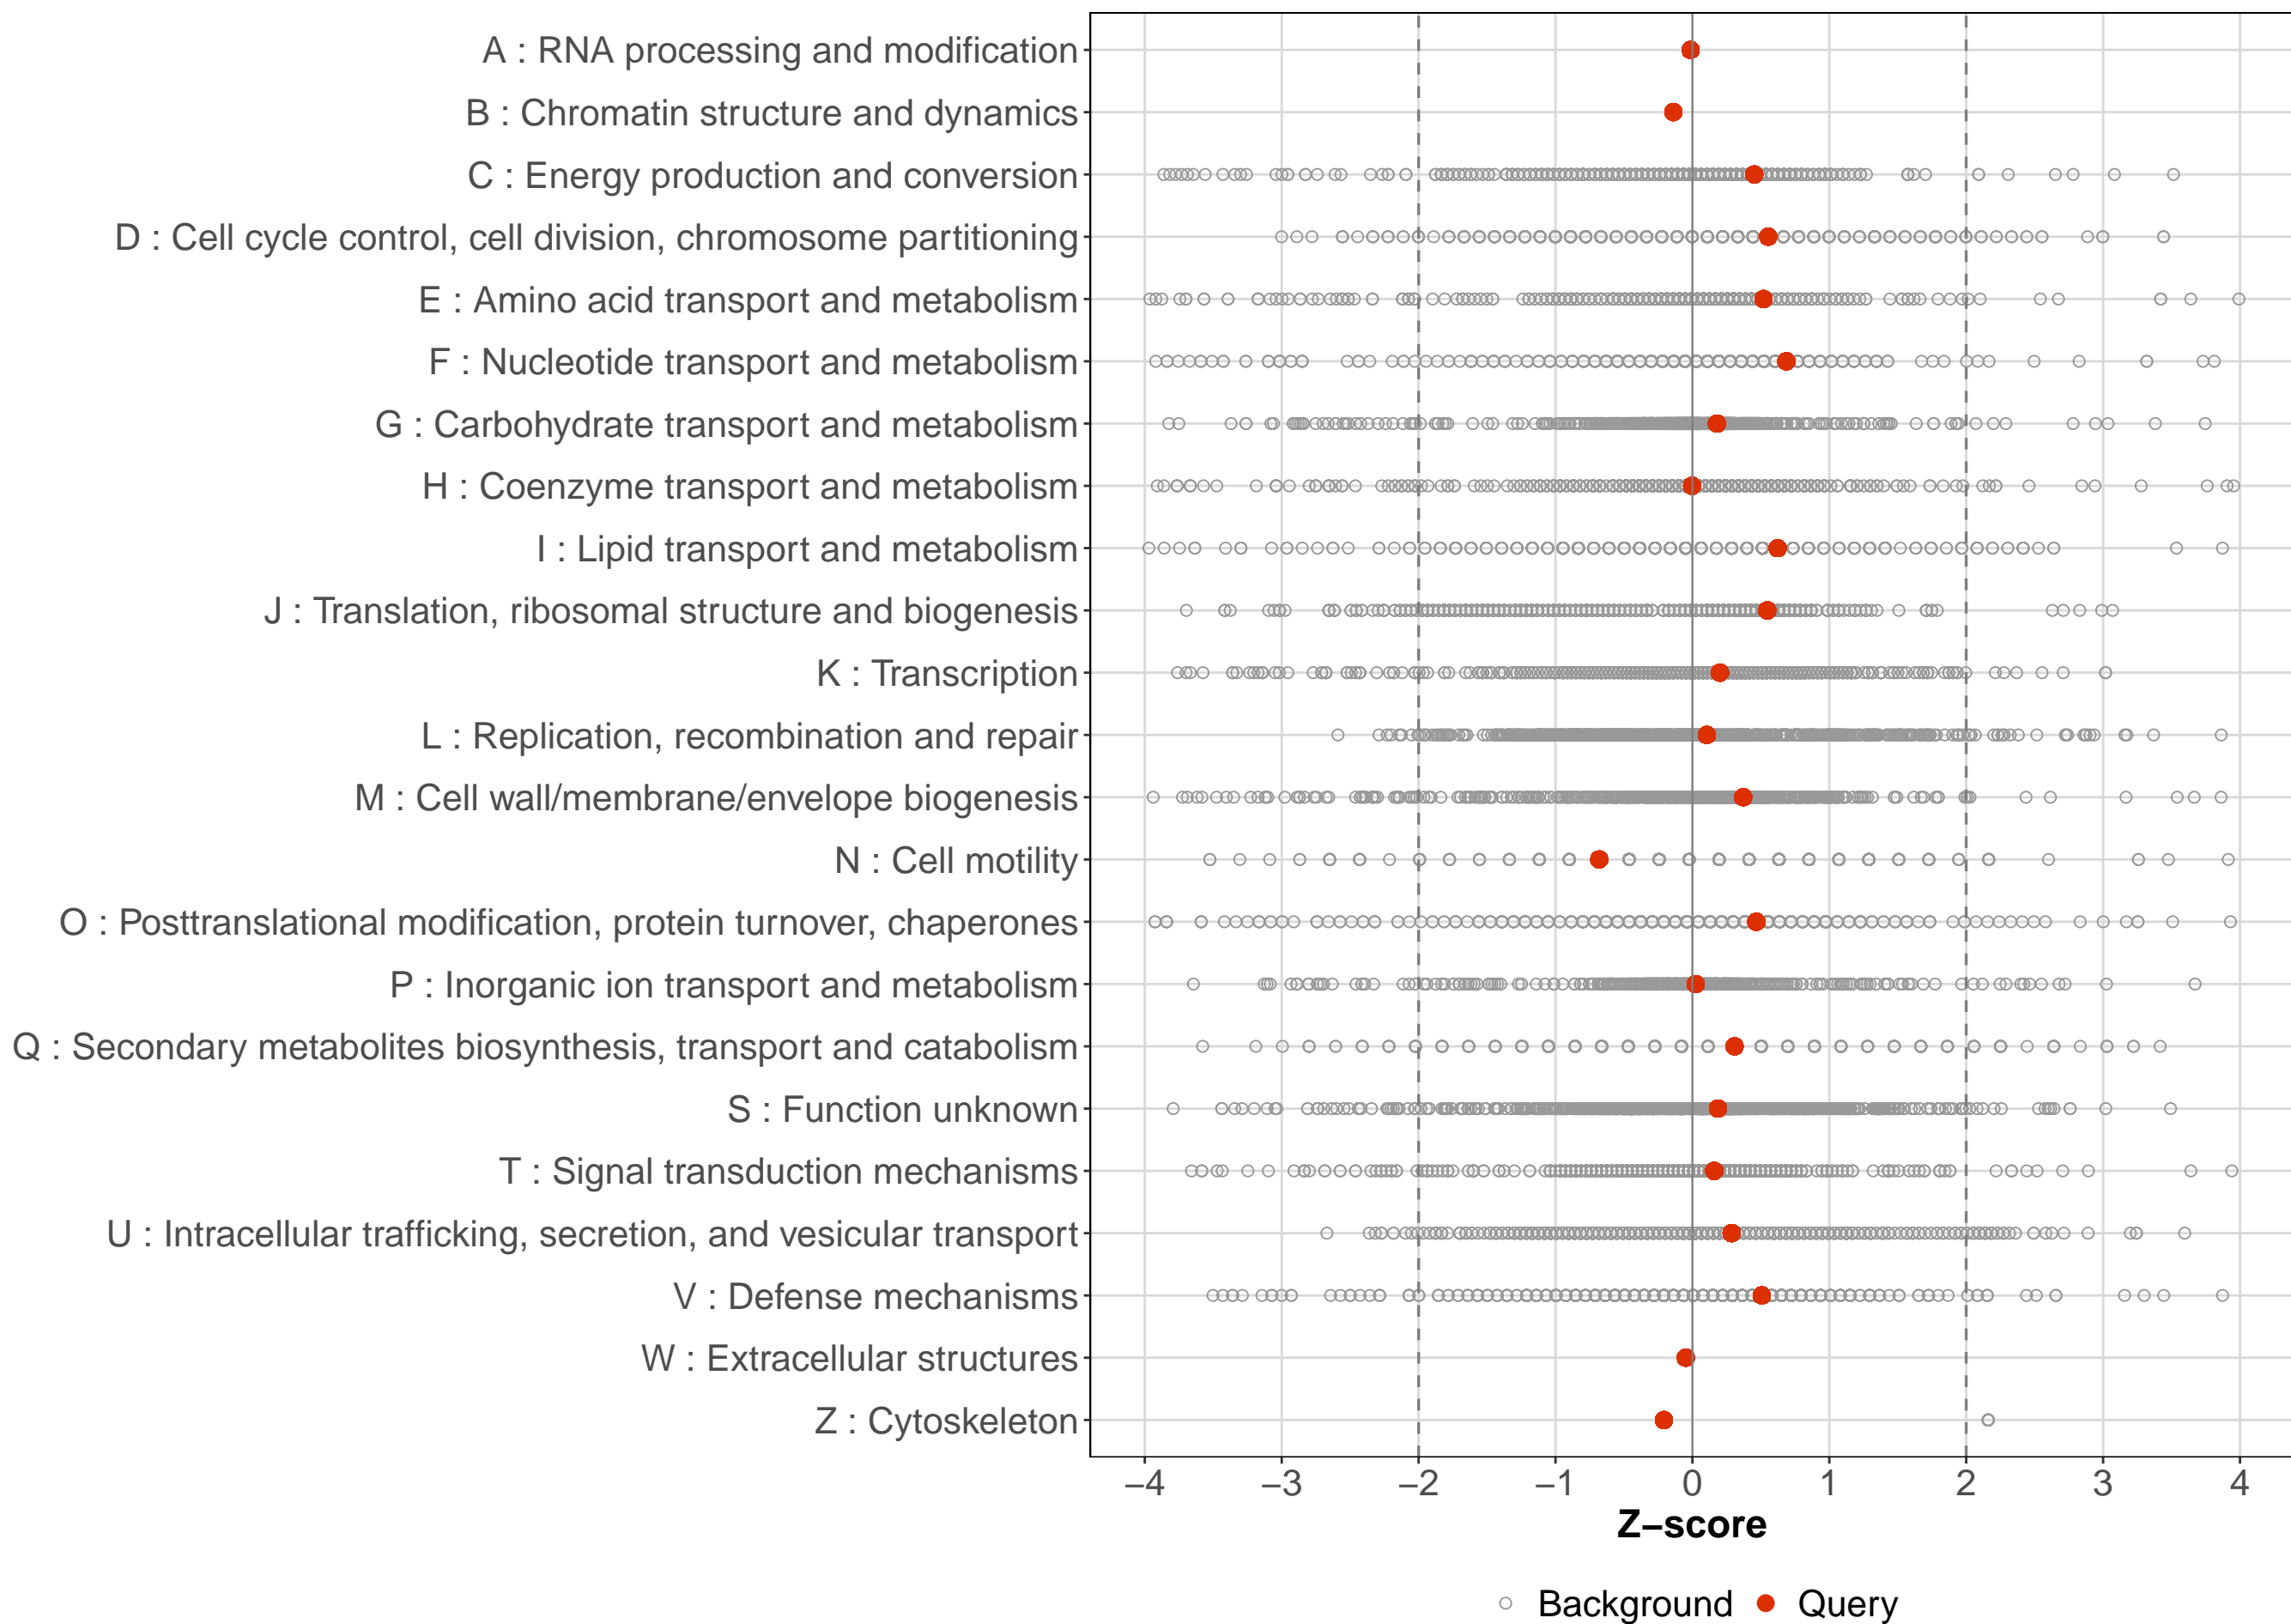 A : RNA processing and modification
B : Chromatin structure and dynamics
C : Energy production and conversion
D : Cell cycle control, cell division, chromosome partitioning
E : Amino acid transport and metabolism
F : Nucleotide transport and metabolism
G : Carbohydrate transport and metabolism
H : Coenzyme transport and metabolism
I : Lipid transport and metabolism
J : Translation, ribosomal structure and biogenesis
K : Transcription
L : Replication, recombination and repair
M : Cell wall/membrane/envelope biogenesis
N : Cell motility
O : Posttranslational modification, protein turnover, chaperones
P : Inorganic ion transport and metabolism
Q : Secondary metabolites biosynthesis, transport and catabolism
S : Function unknown
T : Signal transduction mechanisms
U : Intracellular trafficking, secretion, and vesicular transport
V : Defense mechanisms
W : Extracellular structures
Z : Cytoskeleton
−4 −3 −2 −1 0 1 2 3 4
Z−score
Background Query